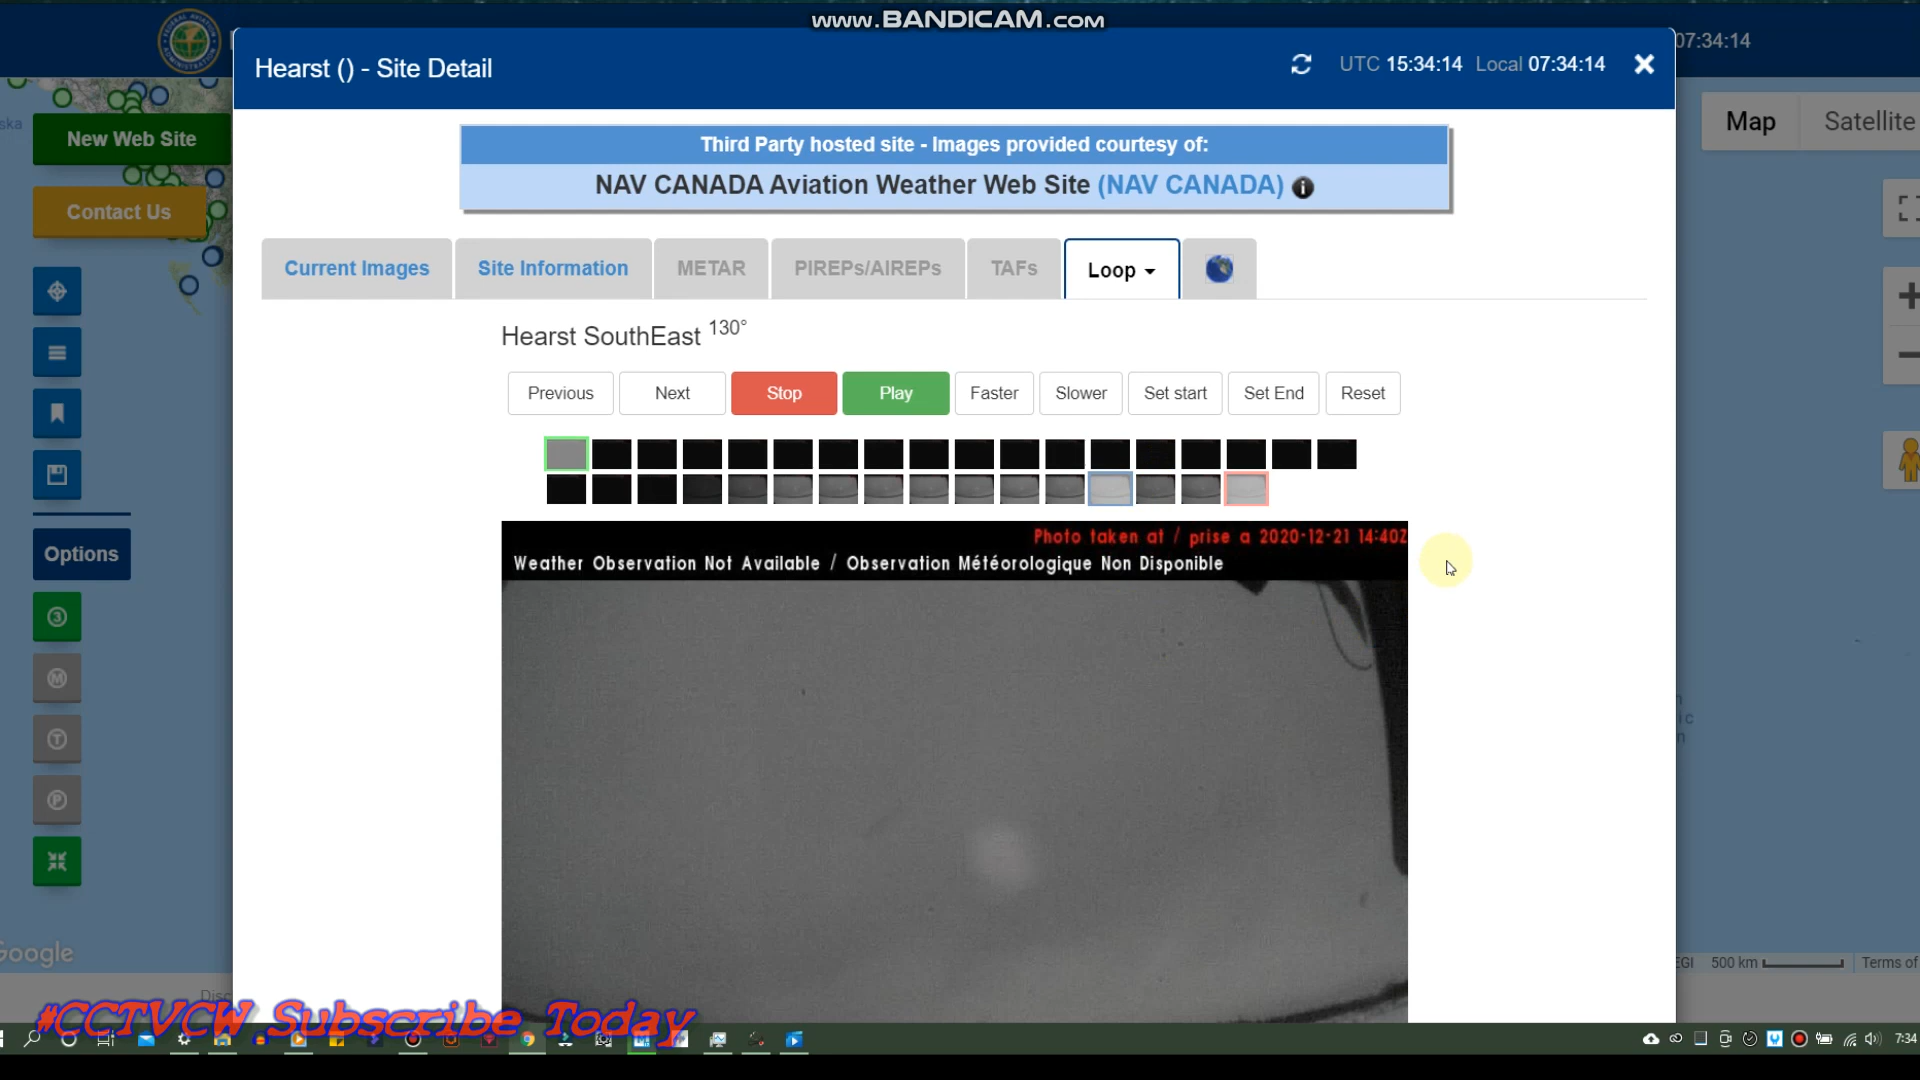 www.BANDICAM.com
07:34:14
Hearst () - Site Detail
UTC 15:34:14 Local 07:34:14
Third Party hosted site - Images provided courtesy of:
NAV CANADA Aviation Weather Web Site (NAV CANADA)
New Web Site
Contact Us
Map
Satellite
ska
Current Images
Site Information
METAR
PIREPs/AIREPs
TAFs
Loop
Hearst SouthEast 130°
Previous
Next
Stop
Play
Faster
Slower
Set start
Set End
Reset
Photo taken at / prise a 2020-12-21 14:40Z
Weather Observation Not Available / Observation Météorologique Non Disponible
Options
3
M
T
P
Google
EGI
500 km
Terms of
Disc
#CCTVCW Subscribe Today
7:34